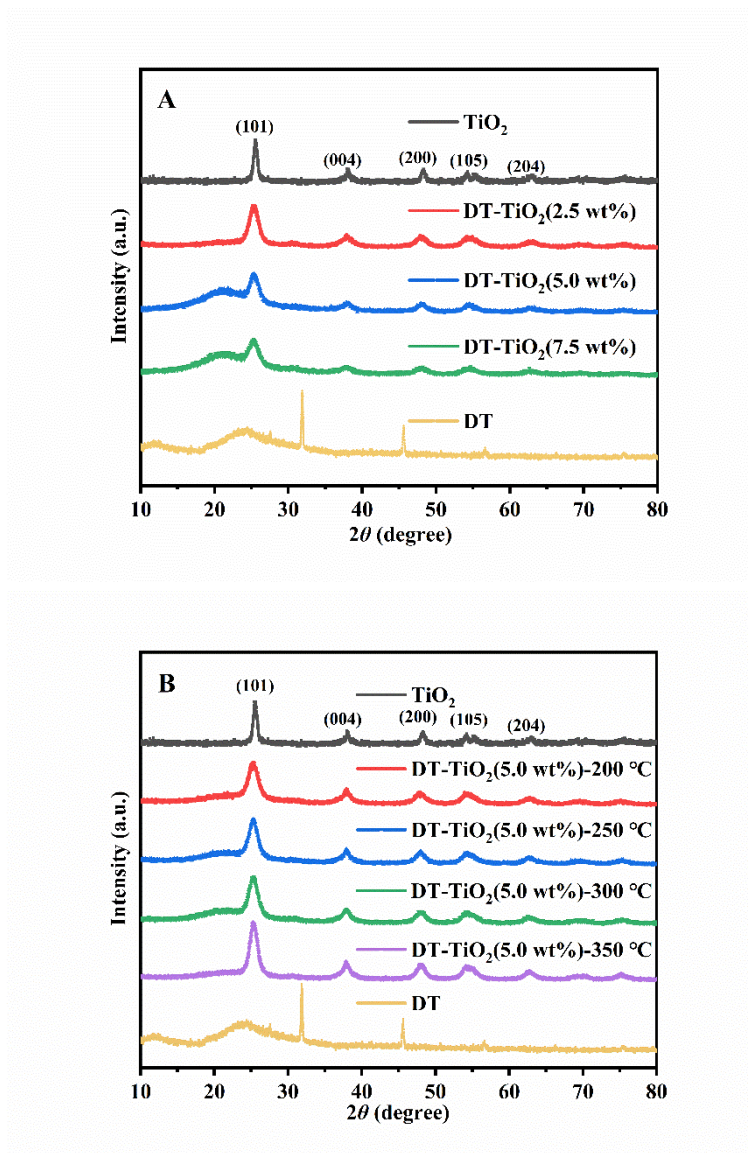 A
TiO₂
(101)
(004)
(200)
(105)
(204)
DT-TiO₂(2.5 wt%)
DT-TiO₂(5.0 wt%)
DT-TiO₂(7.5 wt%)
DT
Intensity (a.u.)
10 20 30 40 50 60 70 80
2θ (degree)
B
TiO₂
(101)
(004)
(200)
(105)
(204)
DT-TiO₂(5.0 wt%)-200 °C
DT-TiO₂(5.0 wt%)-250 °C
DT-TiO₂(5.0 wt%)-300 °C
DT-TiO₂(5.0 wt%)-350 °C
DT
Intensity (a.u.)
10 20 30 40 50 60 70 80
2θ (degree)